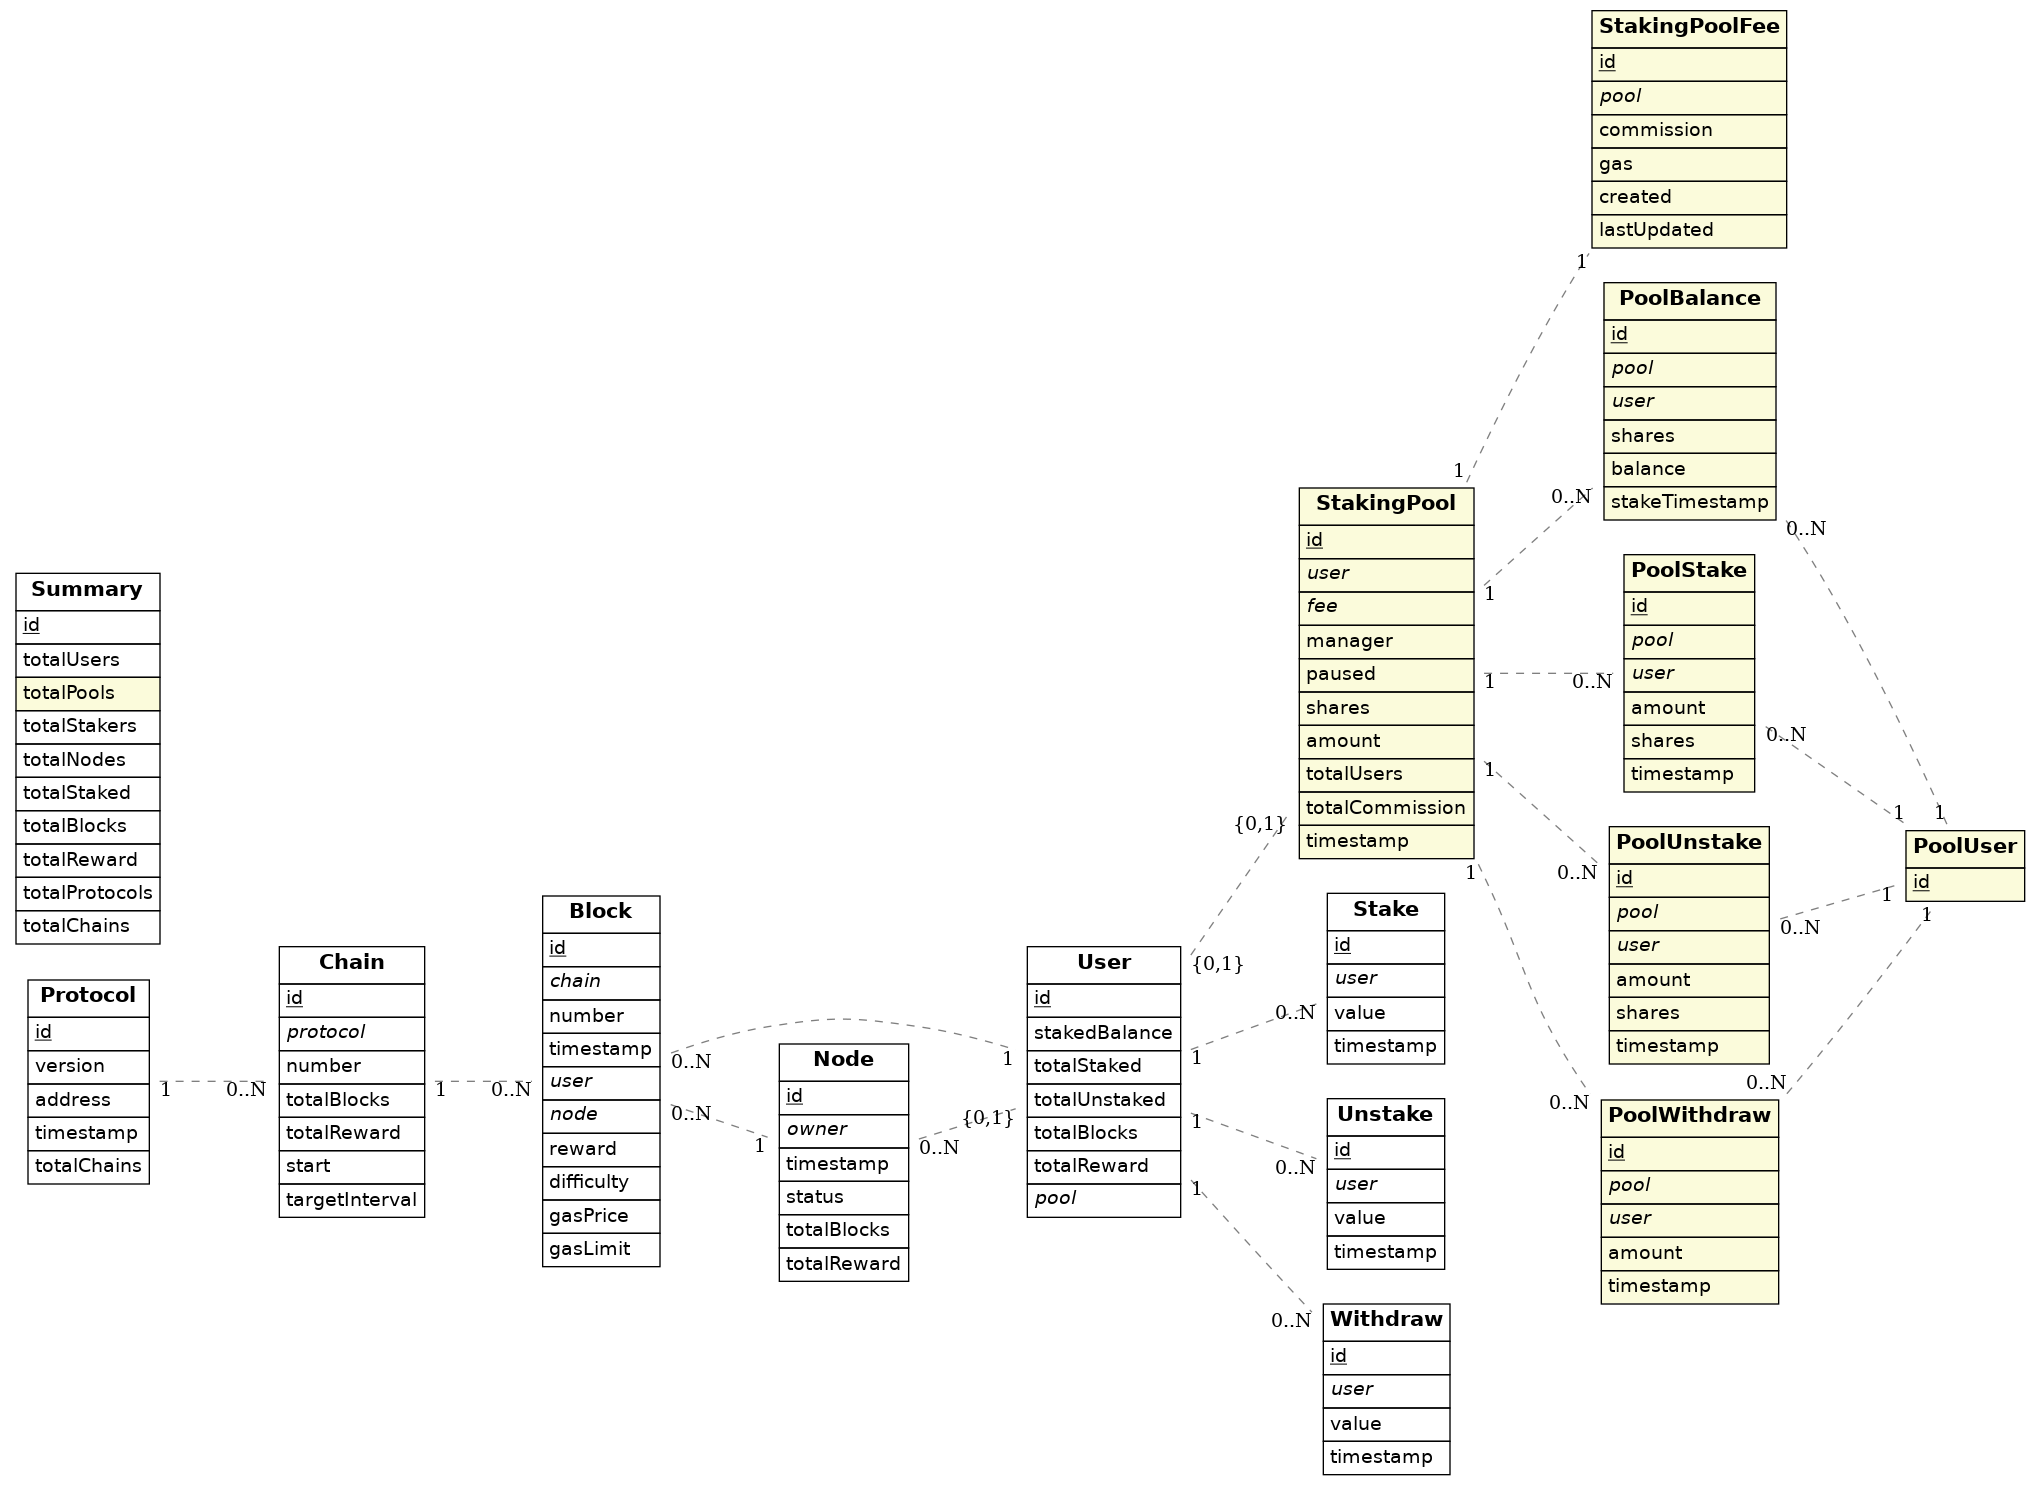 StakingPoolFee
id
pool
commission
gas
created
lastUpdated
1
1
PoolBalance
id
pool
user
shares
balance
stakeTimestamp
0..N
1
0..N
1
StakingPool
id
user
fee
manager
paused
shares
amount
totalUsers
totalCommission
timestamp
PoolStake
id
pool
user
amount
shares
timestamp
1
0..N
0..N
1
PoolUnstake
id
pool
user
amount
shares
timestamp
1
0..N
0..N
1
PoolUser
id
PoolWithdraw
id
pool
user
amount
timestamp
1
0..N
0..N
1
Summary
id
totalUsers
totalPools
totalStakers
totalNodes
totalStaked
totalBlocks
totalReward
totalProtocols
totalChains
Protocol
id
version
address
timestamp
totalChains
1
0..N
Chain
id
protocol
number
totalBlocks
totalReward
start
targetInterval
1
0..N
Block
id
chain
number
timestamp
user
node
reward
difficulty
gasPrice
gasLimit
0..N
1
0..N
1
Node
id
owner
timestamp
status
totalBlocks
totalReward
0..N
{0,1}
User
id
stakedBalance
totalStaked
totalUnstaked
totalBlocks
totalReward
pool
{0,1}
{0,1}
1
0..N
1
0..N
1
0..N
Stake
id
user
value
timestamp
Unstake
id
user
value
timestamp
Withdraw
id
user
value
timestamp